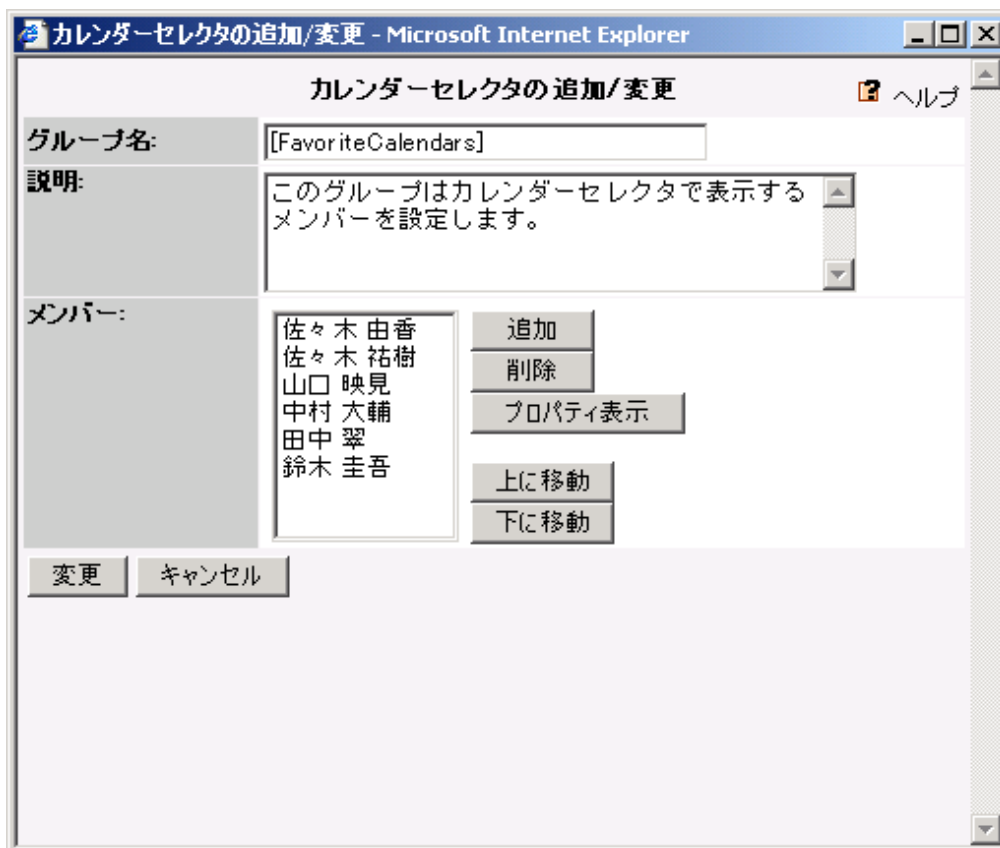 カレンダーセレクタの追加/変更 - Microsoft Internet Explorer
カレンダーセレクタの追加/変更
ヘルプ
グループ名:
[FavoriteCalendars]
説明:
このグループはカレンダーセレクタで表示する
メンバーを設定します。
メンバー:
佐々木 由香
佐々木 祐樹
山口 映見
中村 大輔
田中 翠
鈴木 圭吾
追加
削除
プロパティ表示
上に移動
下に移動
変更 キャンセル